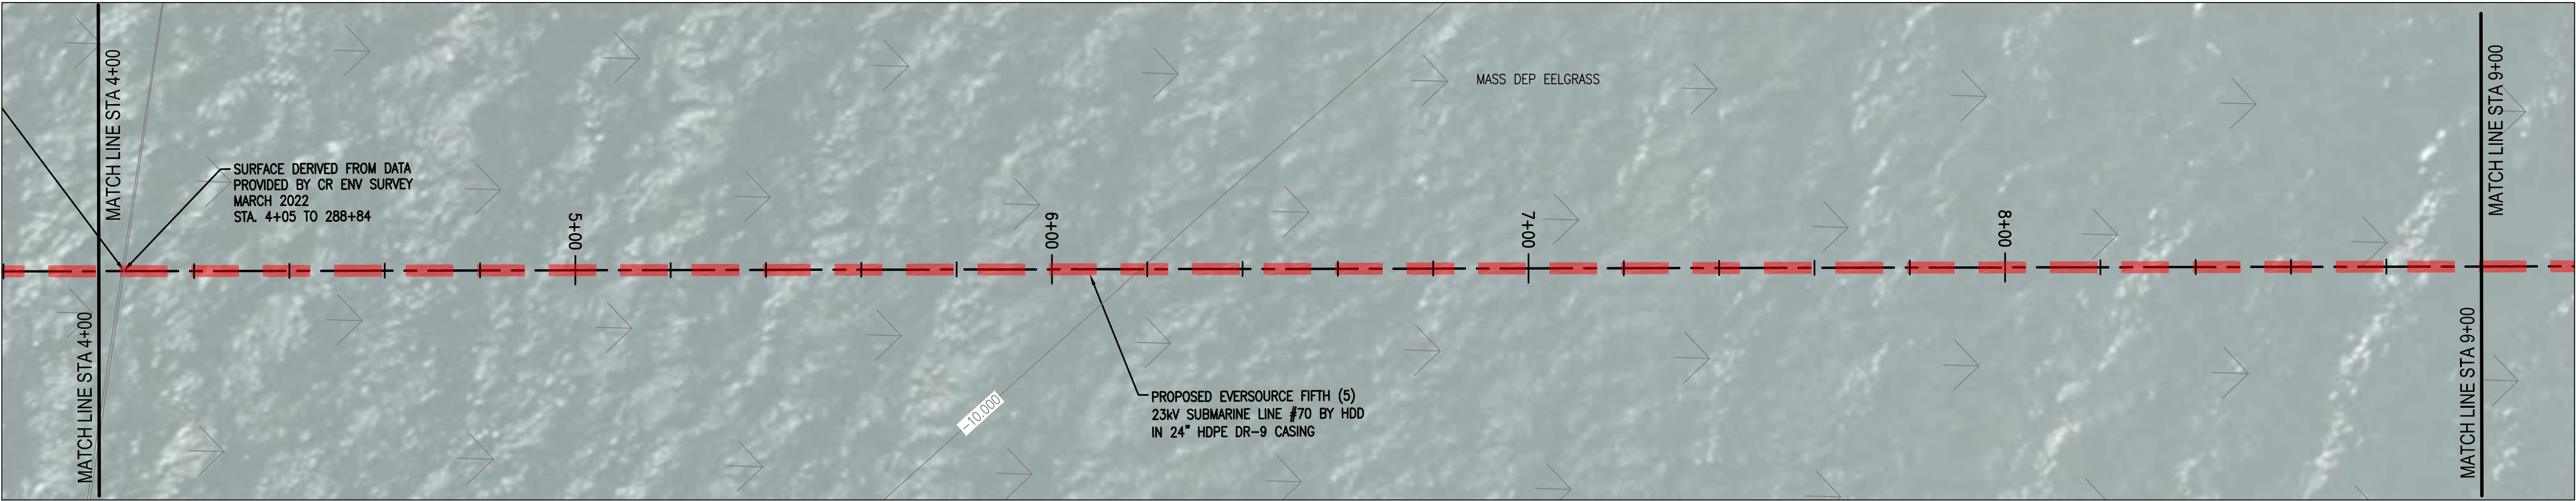 MATCH LINE STA 4+00
MATCH LINE STA 4+00
SURFACE DERIVED FROM DATA
PROVIDED BY CR ENV SURVEY
MARCH 2022
STA. 4+05 TO 288+84
5+00
6+00
7+00
8+00
MASS DEP EELGRASS
-10.000
PROPOSED EVERSOURCE FIFTH (5)
23kV SUBMARINE LINE #70 BY HDD
IN 24" HDPE DR-9 CASING
MATCH LINE STA 9+00
MATCH LINE STA 9+00